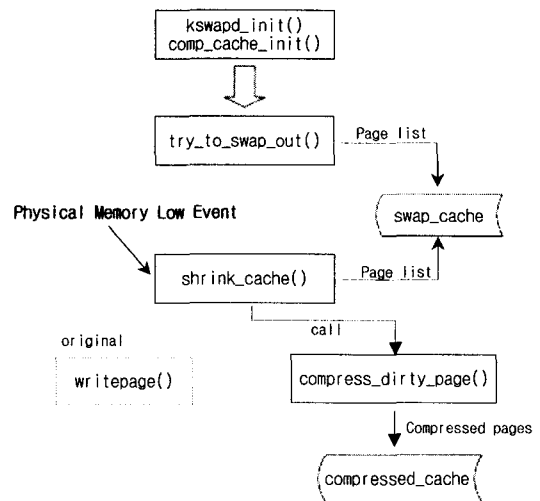 kswapd_init()
comp_cache_init()
try_to_swap_out()
Page list
swap_cache
Physical Memory Low Event
shrink_cache()
Page list
call
original
writepage()
compress_dirty_page()
Compressed pages
compressed_cache